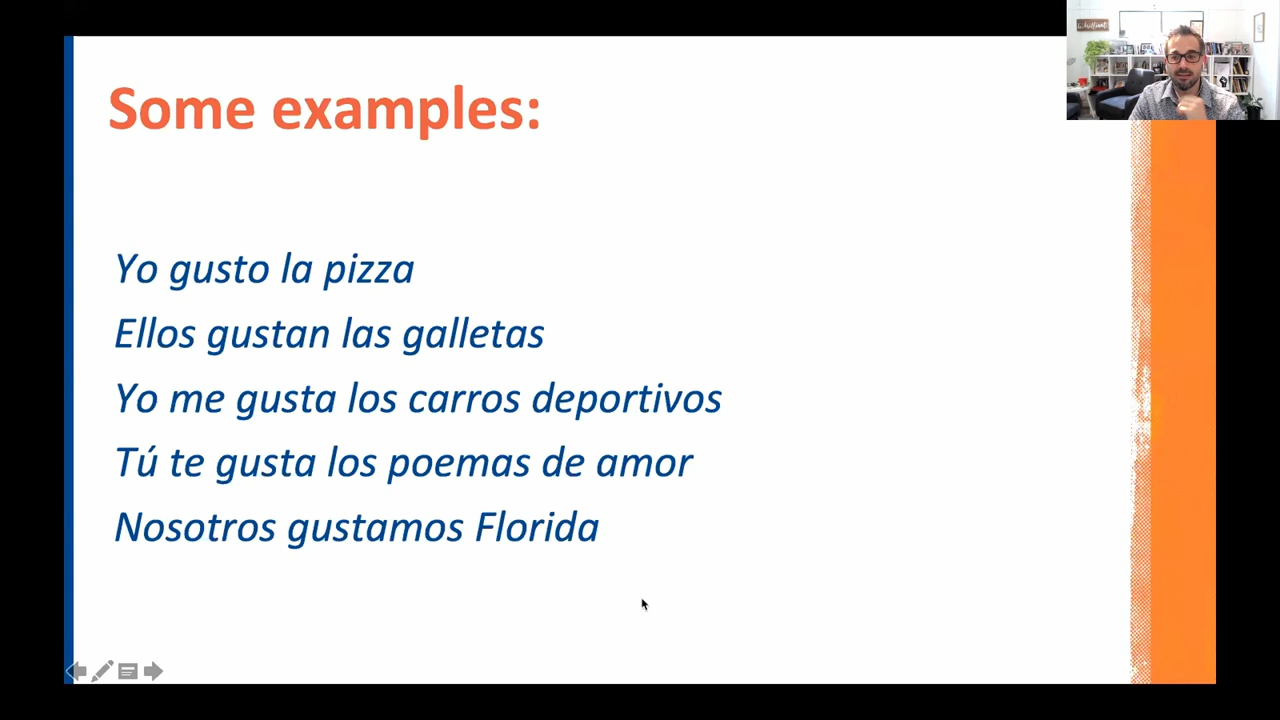 Some examples:
Yo gusto la pizza
Ellos gustan las galletas
Yo me gusta los carros deportivos
Tú te gusta los poemas de amor
Nosotros gustamos Florida